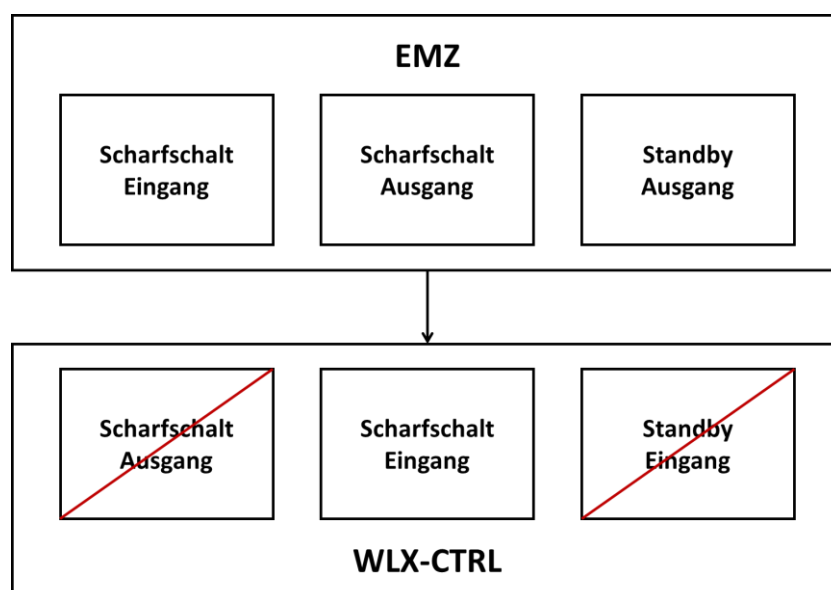 EMZ
Scharfschalt
Eingang
Scharfschalt
Ausgang
Standby
Ausgang
Scharfschalt
Ausgang
Scharfschalt
Eingang
Standby
Eingang
WLX-CTRL